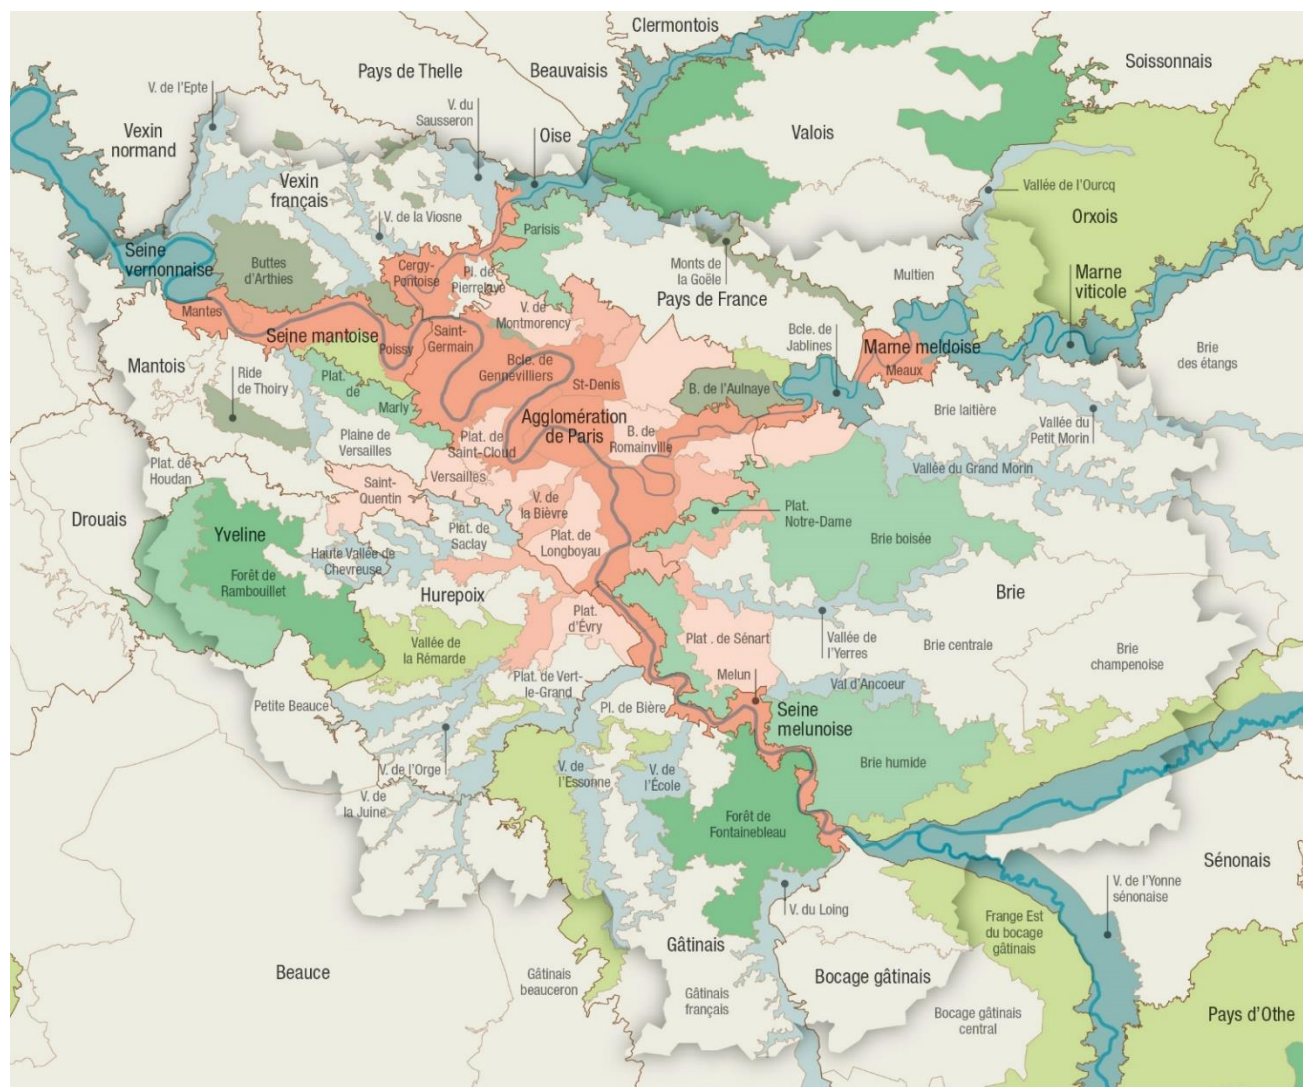 Clermontois
Pays de Thelle
Beauvaisis
Soissonnais
V. de l’Epte
V. du
Sausseron
Oise
Vexin
normand
Valois
Vexin
français
Vallée de l’Ourcq
Orxois
V. de la Viosne
Parisis
Seine
vernonnaise
Buttes
d’Arthies
Cergy-
Pontoise
Pl. de
Pierrelaye
Monts de
la Goële
Multien
Marne
viticole
Pays de France
Mantes
Seine mantoise
Saint-
Germain
V. de
Montmorency
Bcle. de
Jablines
Marne meldoise
Poissy
Bcle. de
Gennevilliers
Meaux
Brie
des étangs
Mantois
Ride
de Thoiry
Plat.
de
Marly
St-Denis
B. de l’Aulnaye
Agglomération
de Paris
Brie laitière
Vallée du
Petit Morin
Plaine de
Versailles
Plat. de
Saint-Cloud
B. de
Romainville
Plat. de
Houdan
Versailles
Vallée du Grand Morin
Saint-
Quentin
V. de
la Bièvre
Plat.
Notre-Dame
Drouais
Yveline
Plat. de
Saclay
Plat. de
Longboyau
Brie boisée
Haute Vallée de
Chevreuse
Forêt de
Rambouillet
Hurepoix
Brie
Plat.
d’Évry
Vallée de
la Rémarde
Plat . de Sénart
Vallée de
l’Yerres
Brie centrale
Brie
champenoise
Melun
Plat. de Vert-
le-Grand
Val d’Ancoeur
Petite Beauce
Pl. de Bière
Seine
melunoise
V. de l’Orge
V. de
l’Essonne
V. de
l’École
Brie humide
V. de
la Juine
Forêt de
Fontainebleau
Sénonais
V. de l’Yonne
sénonaise
V. du Loing
Frange Est
du bocage
gâtinais
Gâtinais
Beauce
Gâtinais
beauceron
Bocage gâtinais
Gâtinais
français
Bocage gâtinais
central
Pays d’Othe